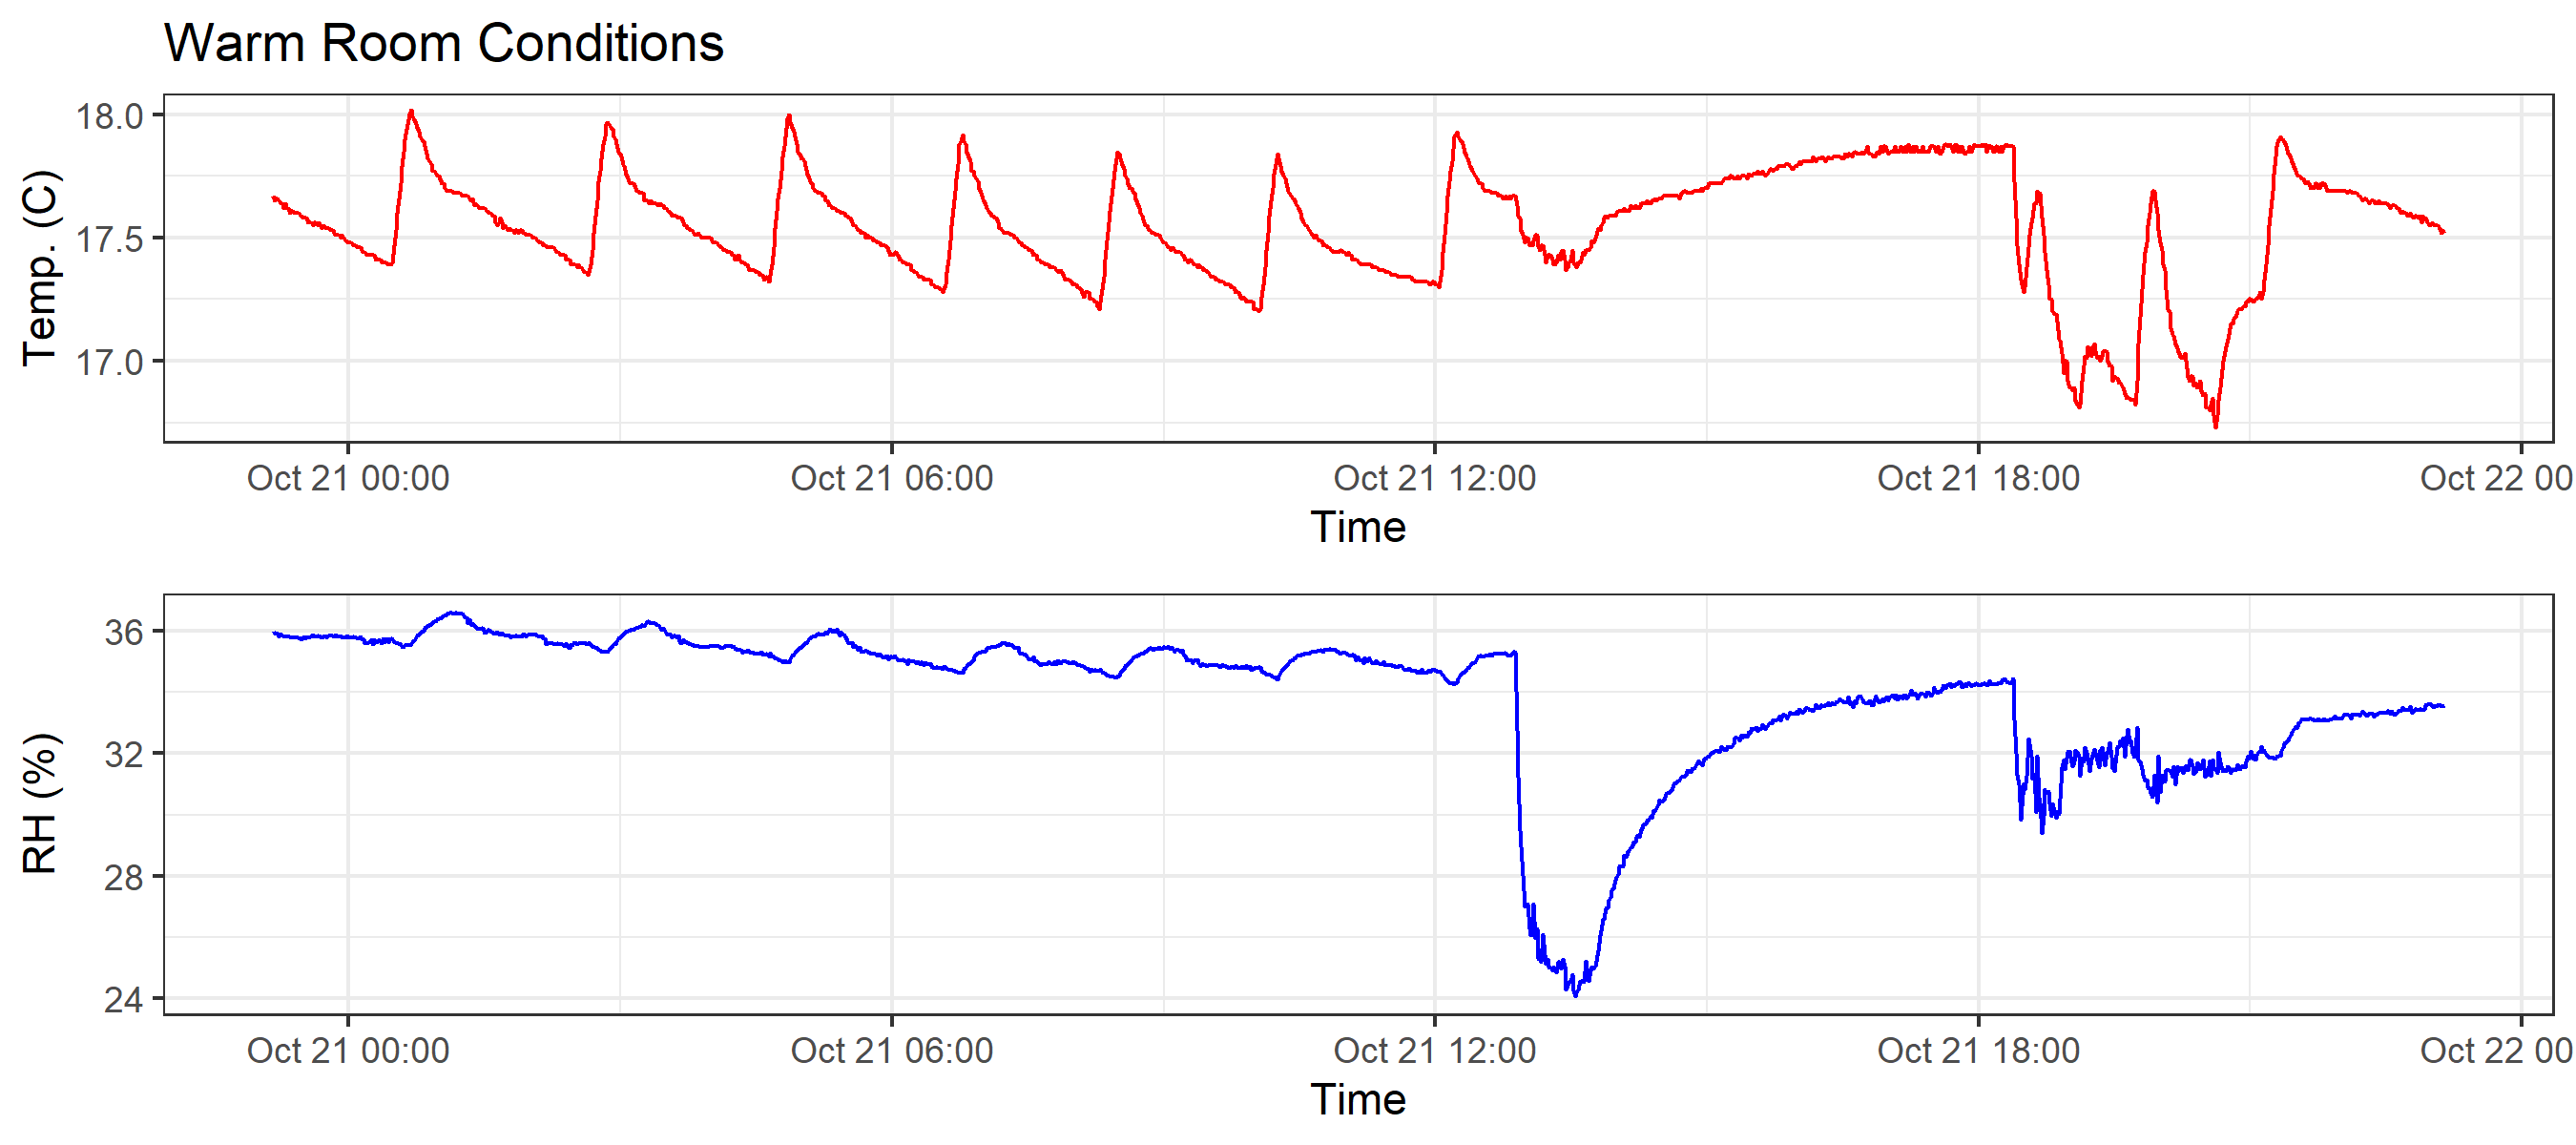 Warm Room Conditions
Temp. (C)
18.0
17.5
17.0
Oct 21 00:00
Oct 21 06:00
Oct 21 12:00
Oct 21 18:00
Oct 22 00
Time
RH (%)
36
32
28
24
Oct 21 00:00
Oct 21 06:00
Oct 21 12:00
Oct 21 18:00
Oct 22 00
Time